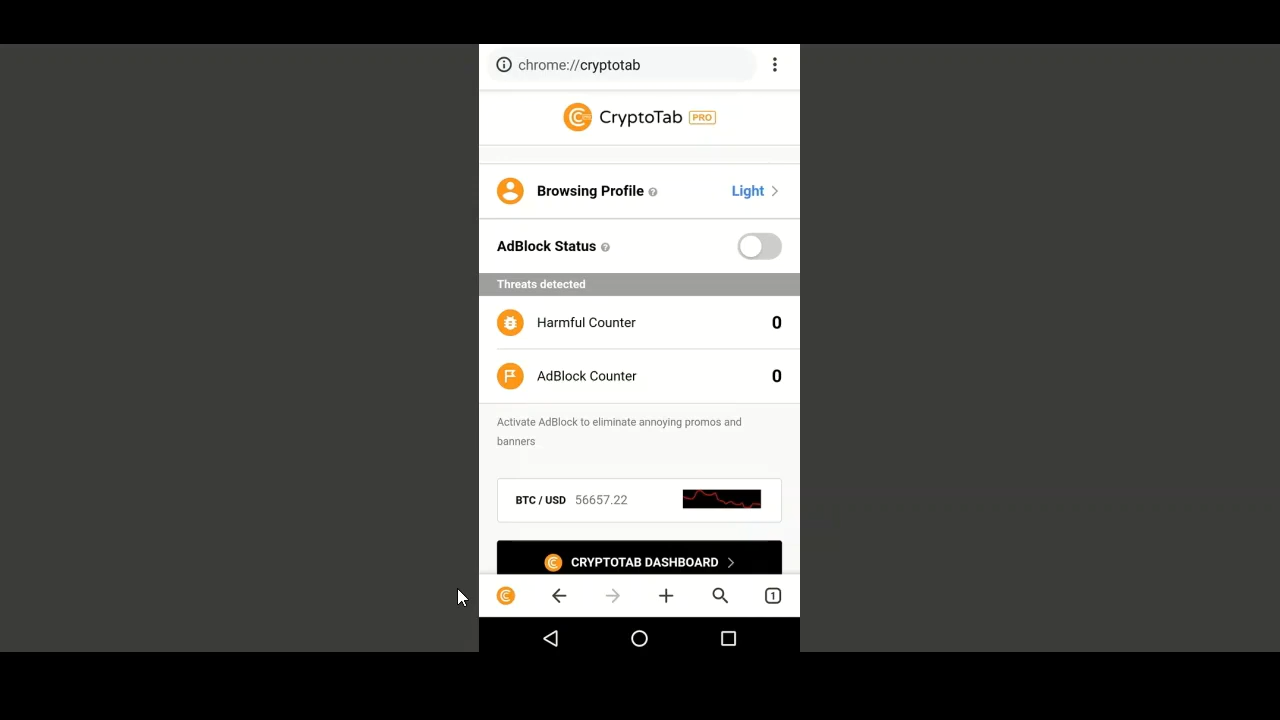 chrome://cryptotab
CryptoTab PRO
Browsing Profile ? Light
AdBlock Status ?
Threats detected
Harmful Counter 0
AdBlock Counter 0
Activate AdBlock to eliminate annoying promos and
banners
BTC / USD 56657.22
CRYPTOTAB DASHBOARD
1